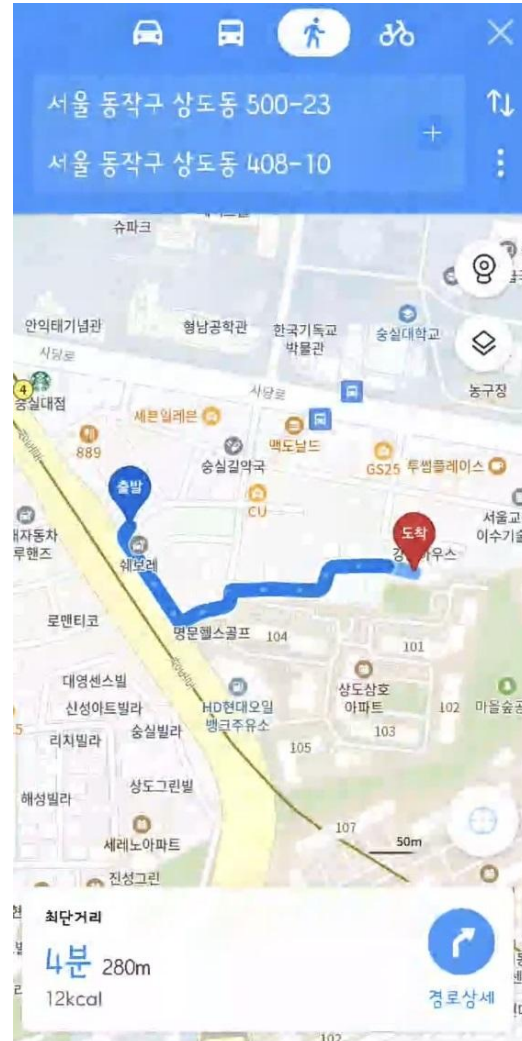 서울 동작구 상도동 500-23
+
서울 동작구 상도동 408-10
슈파크
안익태기념관
형남공학관
한국기독교
박물관
숭실대학교
사당로
농구장
4
숭실대점
사당로
세븐일레븐
889
숭실길약국
맥도날드
GS25
투썸플레이스
출발
CU
도착
서울교
이수기술
쉐보레
루핸즈
로맨티코
명문헬스골프
104
101
대영센스빌
신성아트빌라
HD현대오일
뱅크주유소
상도삼호
아파트
102
마을숲공
리치빌라
숭실빌라
103
105
해성빌라
상도그린빌
107
50m
세레노아파트
진성그린
최단거리
4분 280m
12kcal
경로상세
102